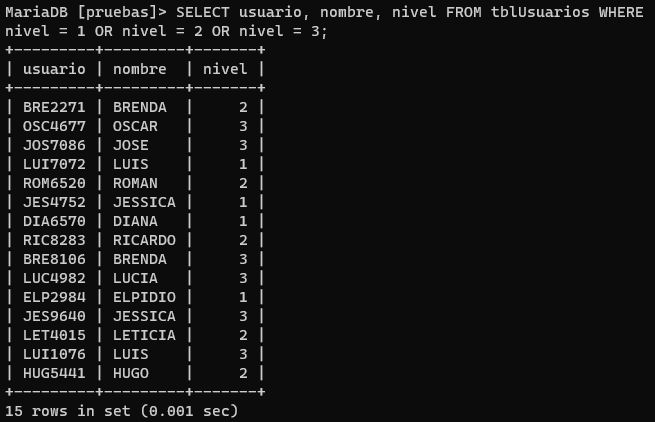 MariaDB [pruebas]> SELECT usuario, nombre, nivel FROM tblUsuarios WHERE
nivel = 1 OR nivel = 2 OR nivel = 3;
+---------+---------+-------+
| usuario | nombre  | nivel |
+---------+---------+-------+
| BRE2271 | BRENDA  |     2 |
| OSC4677 | OSCAR   |     3 |
| JOS7086 | JOSE    |     3 |
| LUI7072 | LUIS    |     1 |
| ROM6520 | ROMAN   |     2 |
| JES4752 | JESSICA |     1 |
| DIA6570 | DIANA   |     1 |
| RIC8283 | RICARDO |     2 |
| BRE8106 | BRENDA  |     3 |
| LUC4982 | LUCIA   |     3 |
| ELP2984 | ELPIDIO |     1 |
| JES9640 | JESSICA |     3 |
| LET4015 | LETICIA |     2 |
| LUI1076 | LUIS    |     3 |
| HUG5441 | HUGO    |     2 |
+---------+---------+-------+
15 rows in set (0.001 sec)